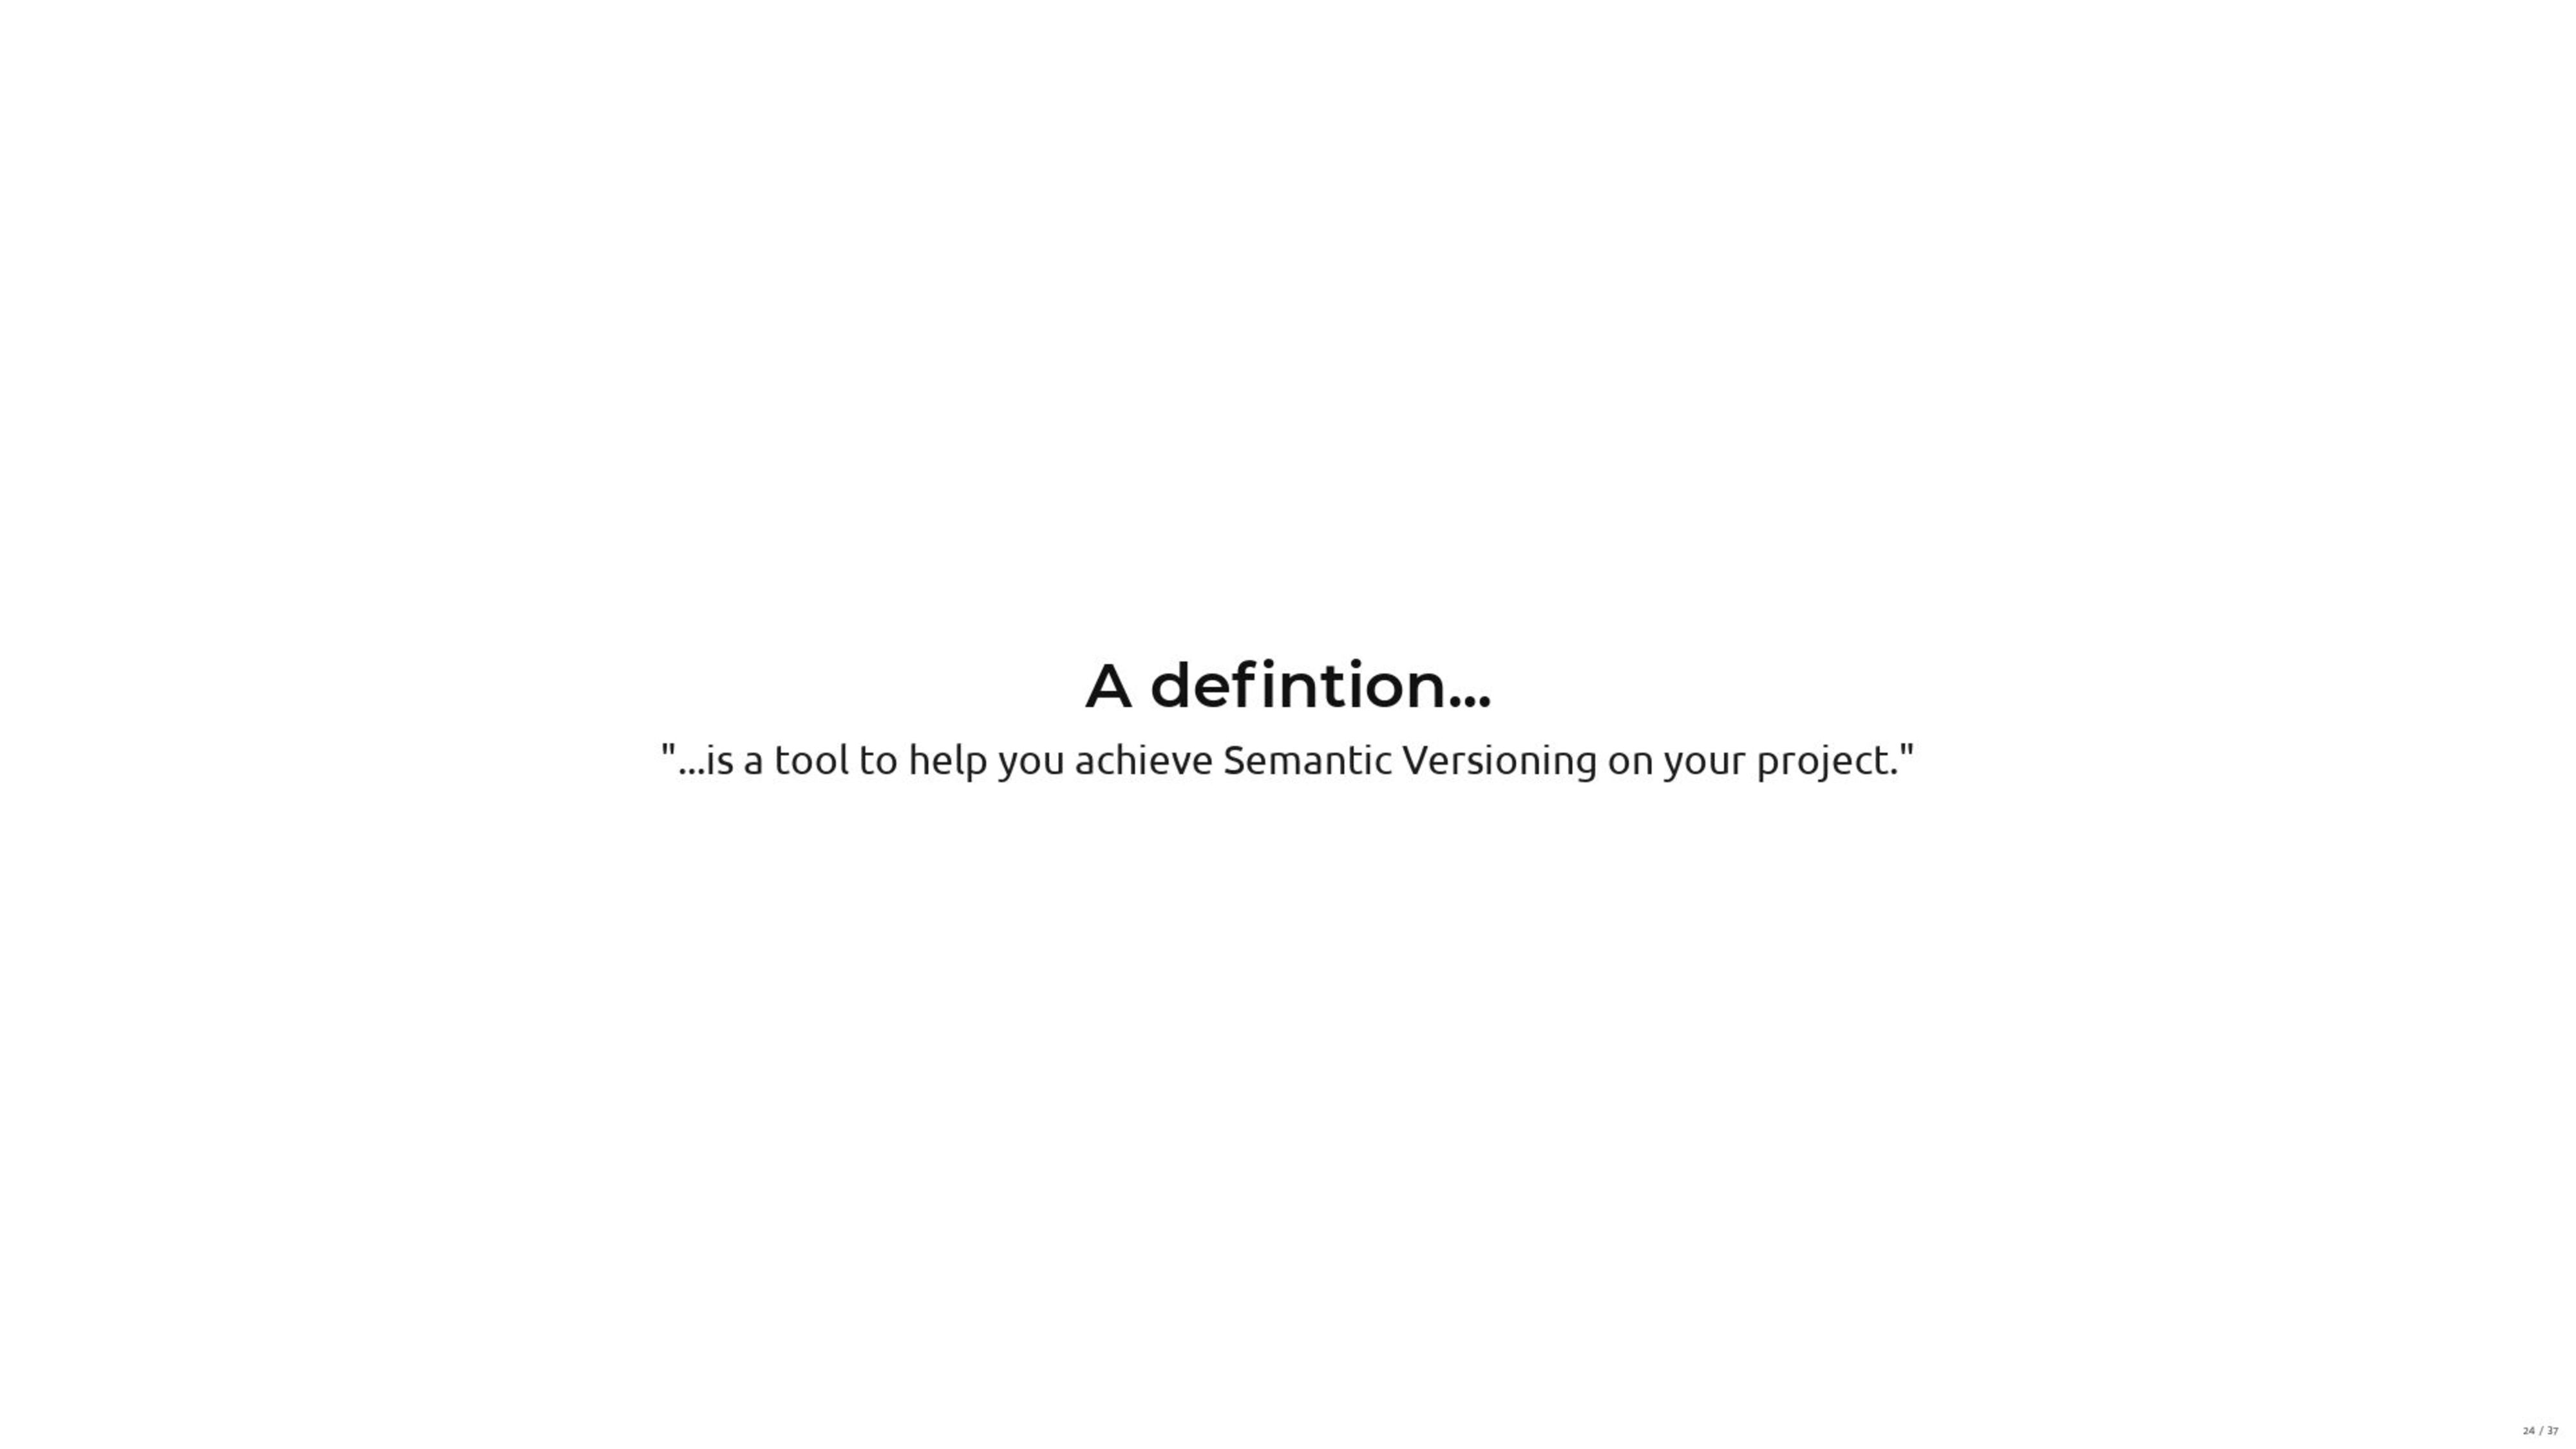 A defintion...
"...is a tool to help you achieve Semantic Versioning on your project."
24 / 37